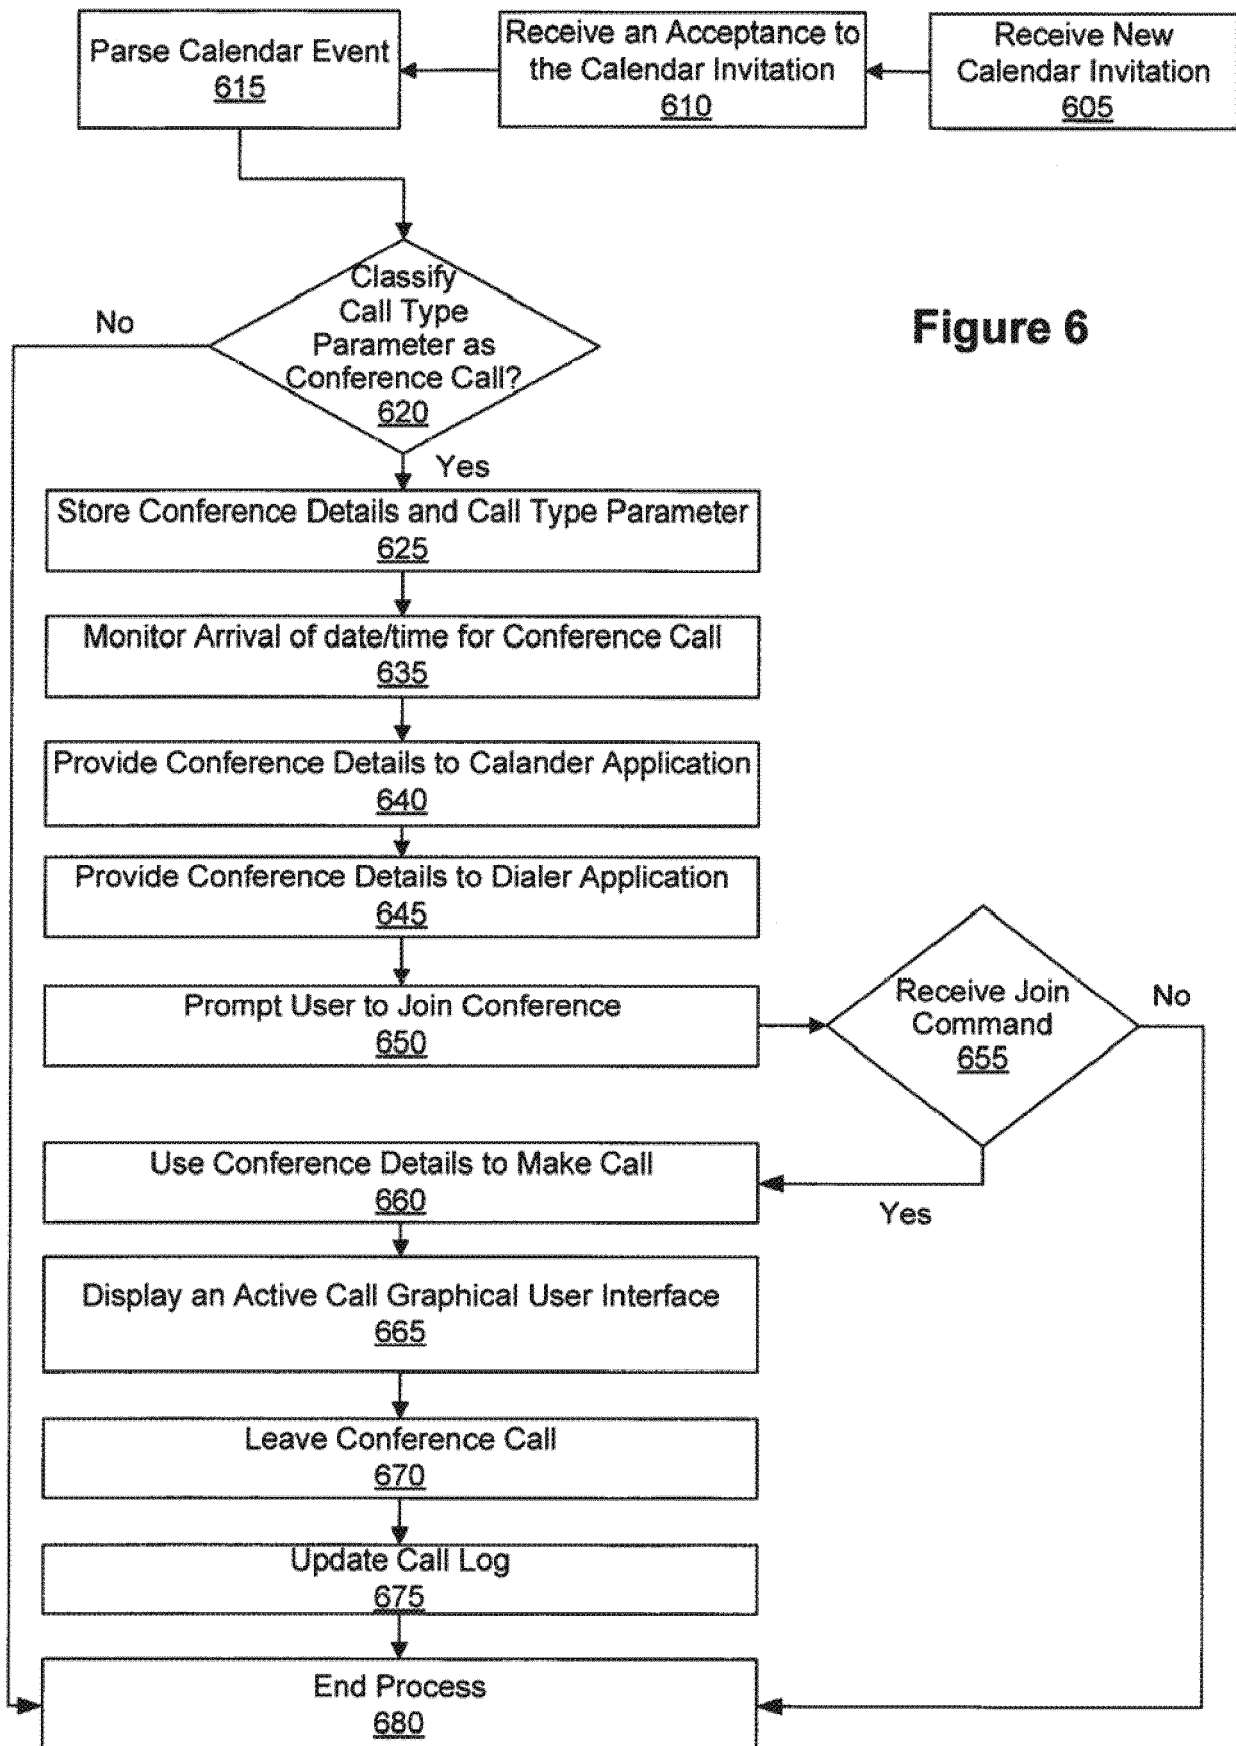 Parse Calendar Event
615
Receive an Acceptance to
the Calendar Invitation
610
Receive New
Calendar Invitation
605
Classify
Call Type
Parameter as
Conference Call?
620
No
Figure 6
Yes
Store Conference Details and Call Type Parameter
625
Monitor Arrival of date/time for Conference Call
635
Provide Conference Details to Calander Application
640
Provide Conference Details to Dialer Application
645
Prompt User to Join Conference
650
Receive Join
Command
655
No
Yes
Use Conference Details to Make Call
660
Display an Active Call Graphical User Interface
665
Leave Conference Call
670
Update Call Log
675
End Process
680